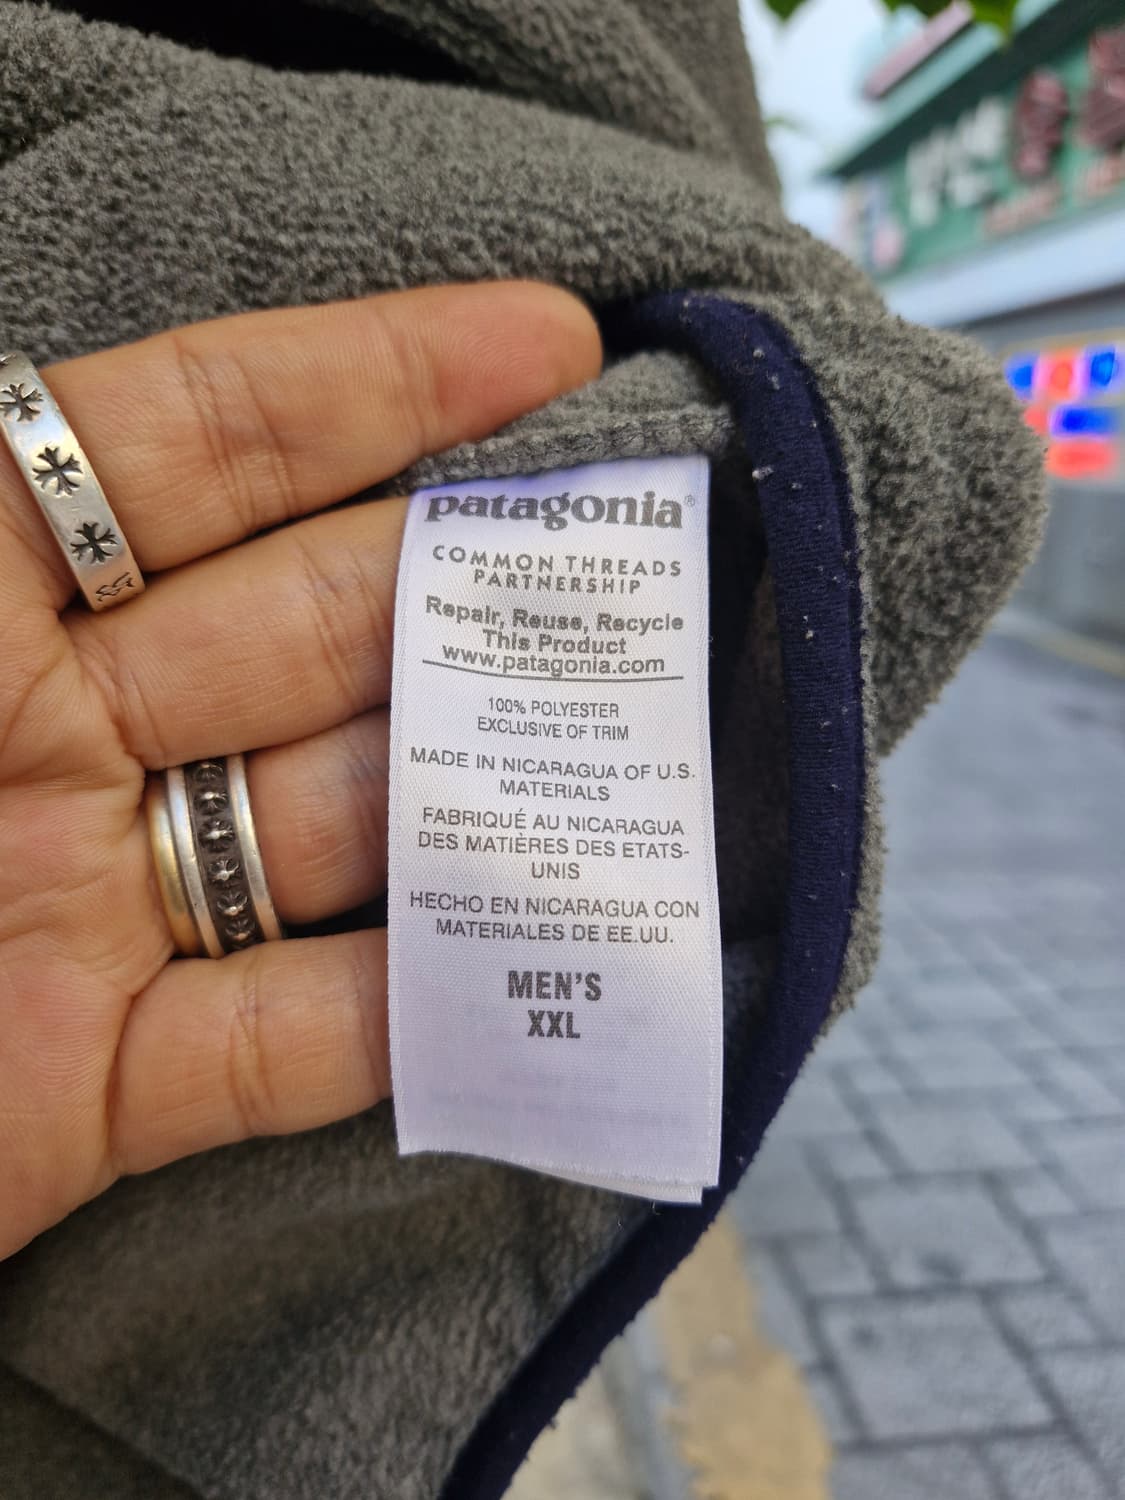 patagonia®
COMMON THREADS
PARTNERSHIP
Repair, Reuse, Recycle
This Product
www.patagonia.com
100% POLYESTER
EXCLUSIVE OF TRIM
MADE IN NICARAGUA OF U.S.
MATERIALS
FABRIQUÉ AU NICARAGUA
DES MATIÈRES DES ETATS-
UNIS
HECHO EN NICARAGUA CON
MATERIALES DE EE.UU.
MEN'S
XXL